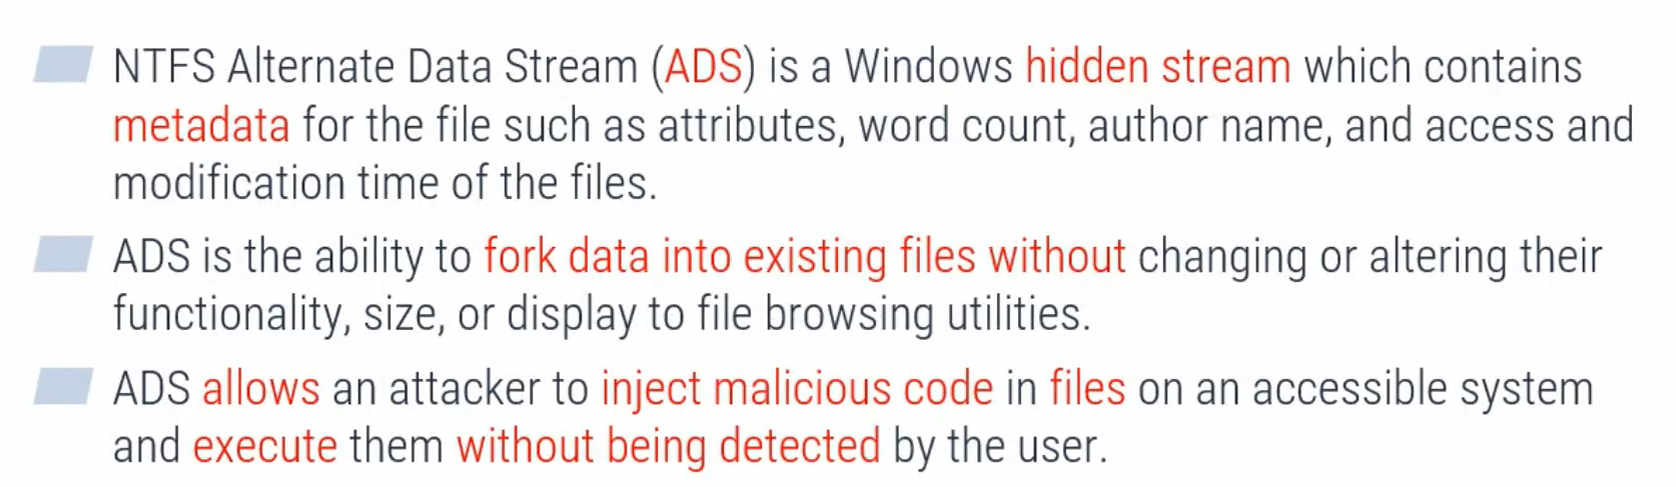 NTFS Alternate Data Stream (ADS) is a Windows hidden stream which contains
metadata for the file such as attributes, word count, author name, and access and
modification time of the files.
ADS is the ability to fork data into existing files without changing or altering their
functionality, size, or display to file browsing utilities.
ADS allows an attacker to inject malicious code in files on an accessible system
and execute them without being detected by the user.